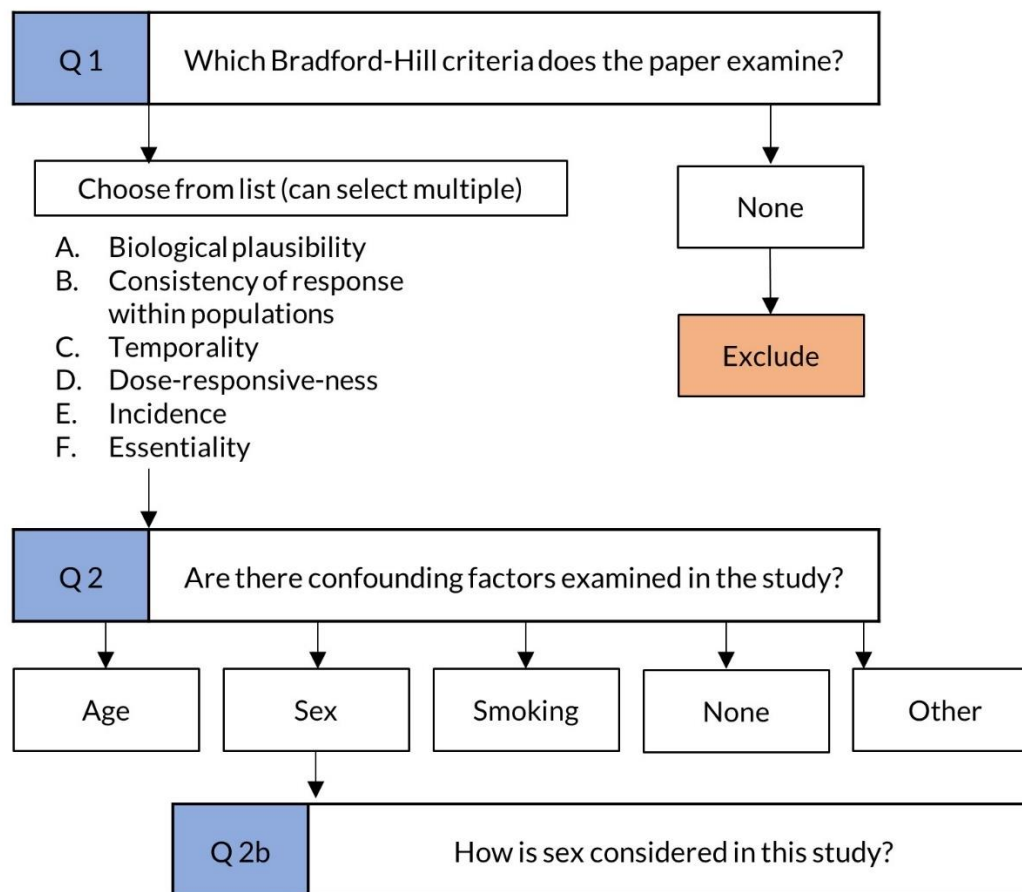 Q 1
Which Bradford-Hill criteria does the paper examine?
Choose from list (can select multiple)
None
A. Biological plausibility
B. Consistency of response
within populations
C. Temporality
D. Dose-responsive-ness
E. Incidence
F. Essentiality
Exclude
Q 2
Are there confounding factors examined in the study?
Age
Sex
Smoking
None
Other
Q 2b
How is sex considered in this study?